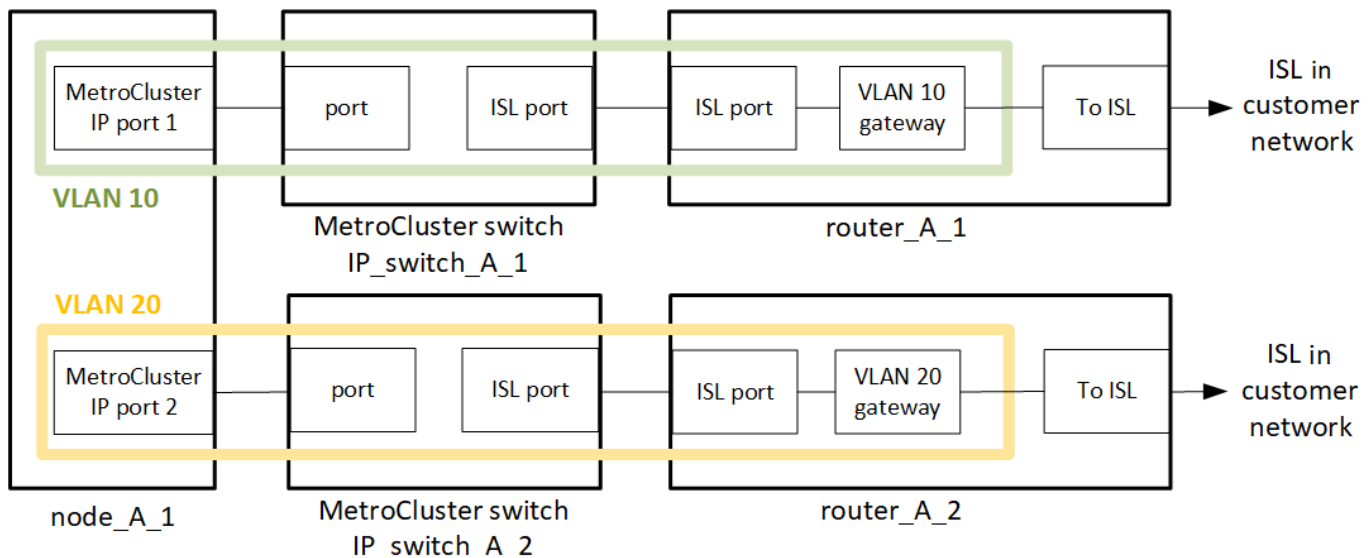 MetroCluster
IP port 1
port
ISL port
ISL port
VLAN 10
gateway
To ISL
ISL in
customer
network
VLAN 10
MetroCluster switch
IP_switch_A_1
router_A_1
VLAN 20
MetroCluster
IP port 2
port
ISL port
ISL port
VLAN 20
gateway
To ISL
ISL in
customer
network
node_A_1
MetroCluster switch
IP_switch_A_2
router_A_2